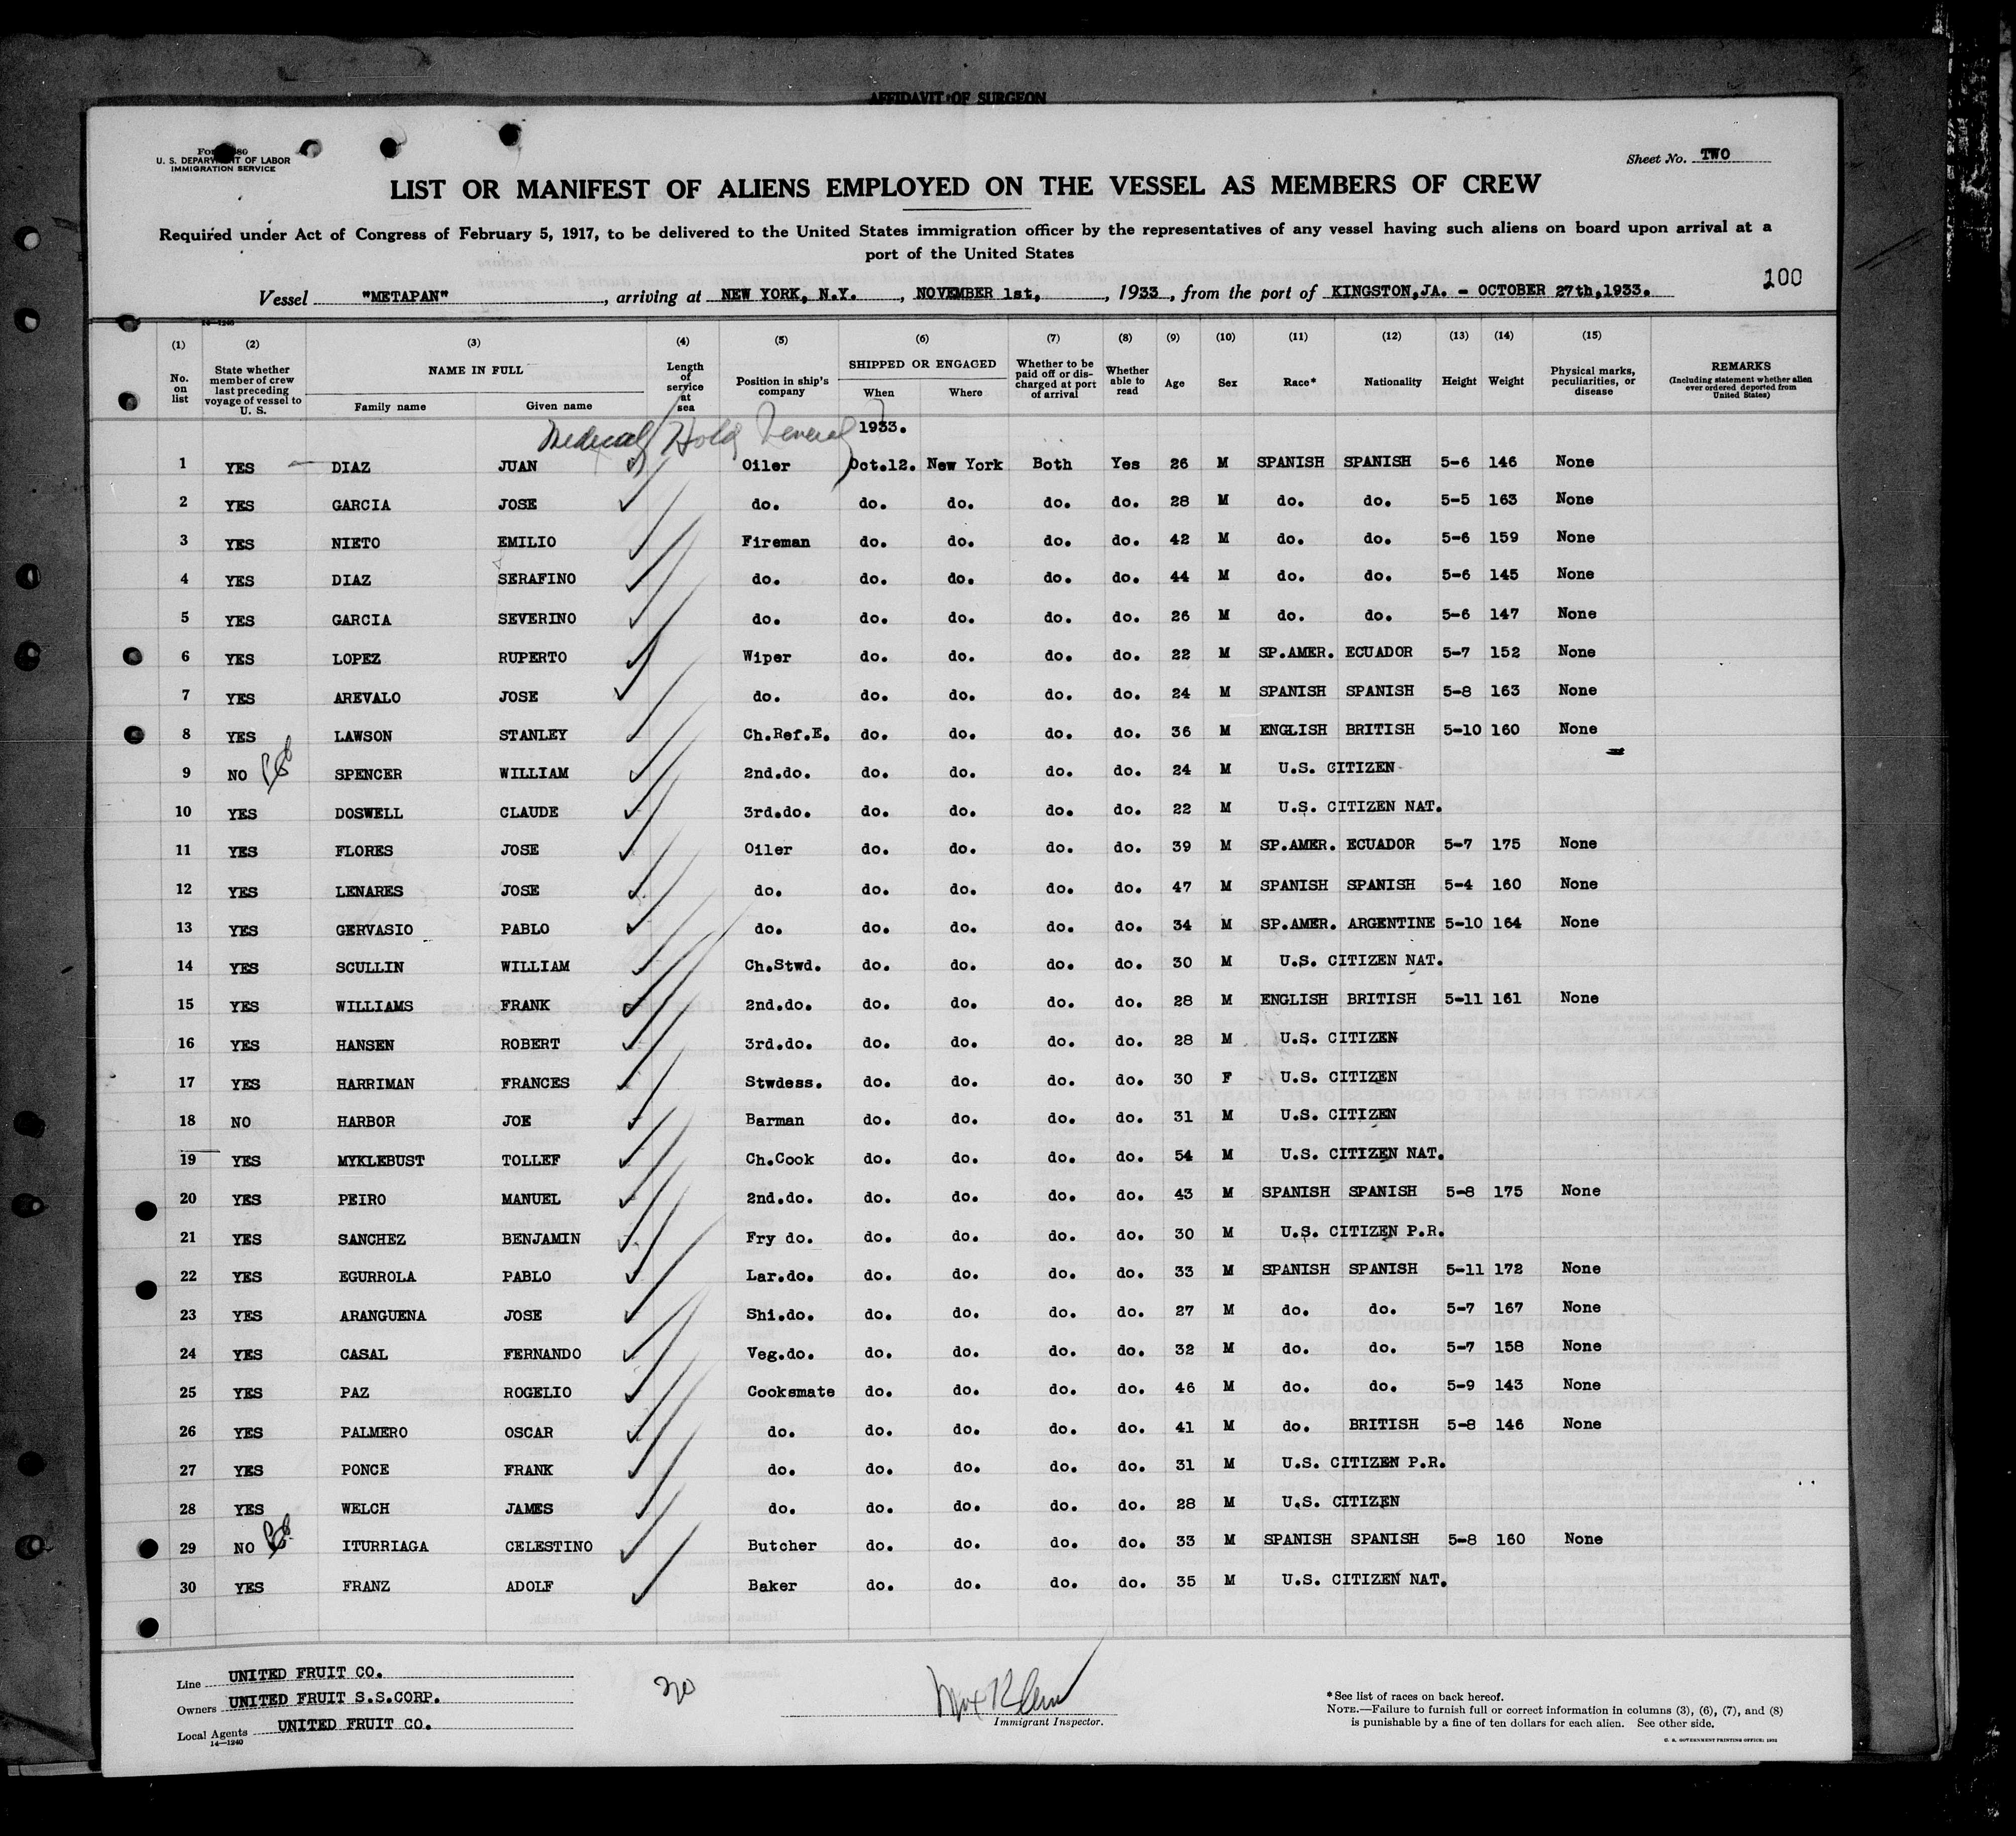 AFFIDAVIT OF SURGEON
U. S. DEPARTMENT OF LABOR
IMMIGRATION SERVICE
Sheet No. TWO
LIST OR MANIFEST OF ALIENS EMPLOYED ON THE VESSEL AS MEMBERS OF CREW
Required under Act of Congress of February 5, 1917, to be delivered to the United States immigration officer by the representatives of any vessel having such aliens on board upon arrival at a
port of the United States
100
Vessel "METAPAN", arriving at NEW YORK, N.Y., NOVEMBER 1st, , 1933, from the port of KINGSTON,JA. - OCTOBER 27th,1933.
14-1240
(1) (2) (3) (4) (5) (6) (7) (8) (9) (10) (11) (12) (13) (14) (15)
No. on list State whether member of crew last preceding voyage of vessel to U. S. NAME IN FULL Family name Given name Length of service at sea Position in ship's company SHIPPED OR ENGAGED When Where Whether to be paid off or discharged at port of arrival Whether able to read Age Sex Race* Nationality Height Weight Physical marks, peculiarities, or disease REMARKS (Including statement whether alien ever ordered deported from United States)
Medical Hold 1933.
1 YES DIAZ JUAN Oiler Oct.12. New York Both Yes 26 M SPANISH SPANISH 5-6 146 None
2 YES GARCIA JOSE do. do. do. do. do. 28 M do. do. 5-5 163 None
3 YES NIETO EMILIO Fireman do. do. do. do. 42 M do. do. 5-6 159 None
4 YES DIAZ SERAFINO do. do. do. do. do. 44 M do. do. 5-6 145 None
5 YES GARCIA SEVERINO do. do. do. do. do. 26 M do. do. 5-6 147 None
6 YES LOPEZ RUPERTO Wiper do. do. do. do. 22 M SP.AMER. ECUADOR 5-7 152 None
7 YES AREVALO JOSE do. do. do. do. do. 24 M SPANISH SPANISH 5-8 163 None
8 YES LAWSON STANLEY Ch.Ref.E. do. do. do. do. 36 M ENGLISH BRITISH 5-10 160 None
9 NO SPENCER WILLIAM 2nd.do. do. do. do. do. 24 M U.S. CITIZEN
10 YES DOSWELL CLAUDE 3rd.do. do. do. do. do. 22 M U.S. CITIZEN NAT.
11 YES FLORES JOSE Oiler do. do. do. do. 39 M SP.AMER. ECUADOR 5-7 175 None
12 YES LENARES JOSE do. do. do. do. do. 47 M SPANISH SPANISH 5-4 160 None
13 YES GERVASIO PABLO do. do. do. do. do. 34 M SP.AMER. ARGENTINE 5-10 164 None
14 YES SCULLIN WILLIAM Ch.Stwd. do. do. do. do. 30 M U.S. CITIZEN NAT.
15 YES WILLIAMS FRANK 2nd.do. do. do. do. do. 28 M ENGLISH BRITISH 5-11 161 None
16 YES HANSEN ROBERT 3rd.do. do. do. do. do. 28 M U.S. CITIZEN
17 YES HARRIMAN FRANCES Stwdess. do. do. do. do. 30 F U.S. CITIZEN
18 NO HARBOR JOE Barman do. do. do. do. 31 M U.S. CITIZEN
19 YES MYKLEBUST TOLLEF Ch.Cook do. do. do. do. 54 M U.S. CITIZEN NAT.
20 YES PEIRO MANUEL 2nd.do. do. do. do. do. 43 M SPANISH SPANISH 5-8 175 None
21 YES SANCHEZ BENJAMIN Fry do. do. do. do. do. 30 M U.S. CITIZEN P.R.
22 YES EGURROLA PABLO Lar.do. do. do. do. do. 33 M SPANISH SPANISH 5-11 172 None
23 YES ARANGUENA JOSE Shi.do. do. do. do. do. 27 M do. do. 5-7 167 None
24 YES CASAL FERNANDO Veg.do. do. do. do. do. 32 M do. do. 5-7 158 None
25 YES PAZ ROGELIO Cooksmate do. do. do. do. 46 M do. do. 5-9 143 None
26 YES PALMERO OSCAR do. do. do. do. do. 41 M do. BRITISH 5-8 146 None
27 YES PONCE FRANK do. do. do. do. do. 31 M U.S. CITIZEN P.R.
28 YES WELCH JAMES do. do. do. do. do. 28 M U.S. CITIZEN
29 NO ITURRIAGA CELESTINO Butcher do. do. do. do. 33 M SPANISH SPANISH 5-8 160 None
30 YES FRANZ ADOLF Baker do. do. do. do. 35 M U.S. CITIZEN NAT.
Line UNITED FRUIT CO.
Owners UNITED FRUIT S.S.CORP.
Local Agents UNITED FRUIT CO.
14-1240
20
Immigrant Inspector.
*See list of races on back hereof.
NOTE.—Failure to furnish full or correct information in columns (3), (6), (7), and (8)
is punishable by a fine of ten dollars for each alien. See other side.
U. S. GOVERNMENT PRINTING OFFICE: 1932